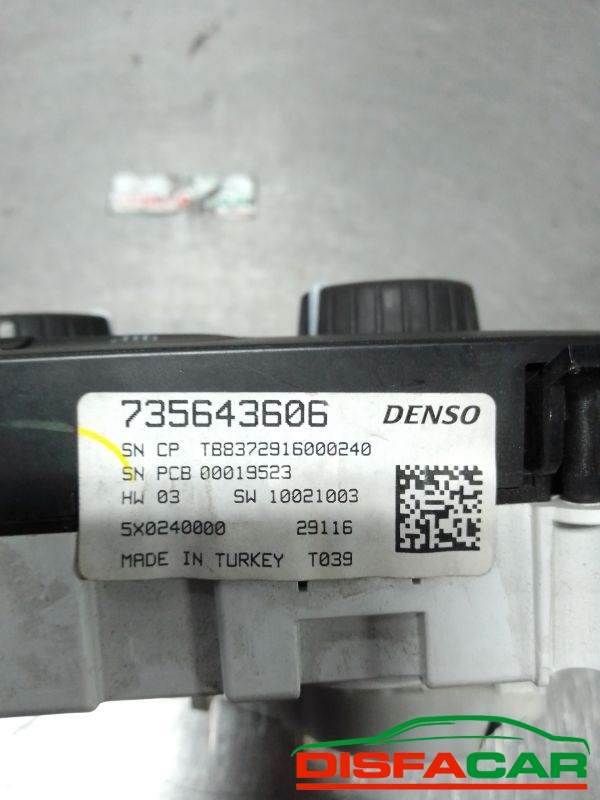 735643606 DENSO
SN CP TB8372916000240
SN PCB 00019523
HW 03 SW 10021003
5X0240000 29116
MADE IN TURKEY T039
DISFACAR